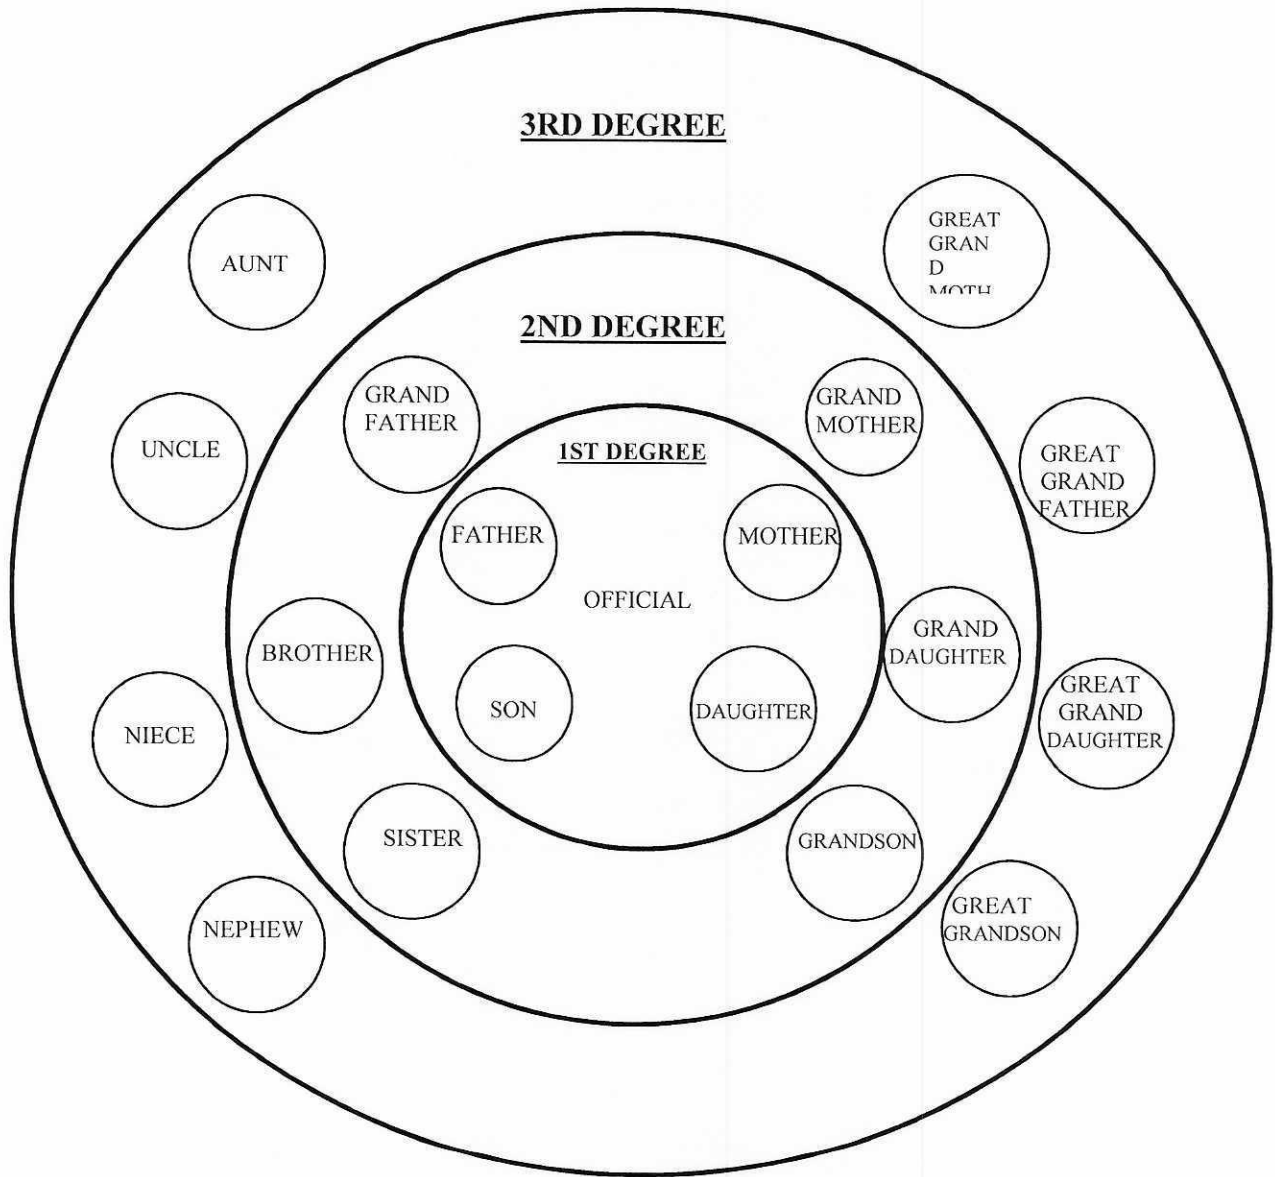 3RD DEGREE
AUNT
GREAT
GRAN
D
MOTH
2ND DEGREE
GRAND
FATHER
GRAND
MOTHER
UNCLE
GREAT
GRAND
FATHER
1ST DEGREE
FATHER
MOTHER
OFFICIAL
BROTHER
GRAND
DAUGHTER
SON
DAUGHTER
NIECE
GREAT
GRAND
DAUGHTER
SISTER
GRANDSON
NEPHEW
GREAT
GRANDSON